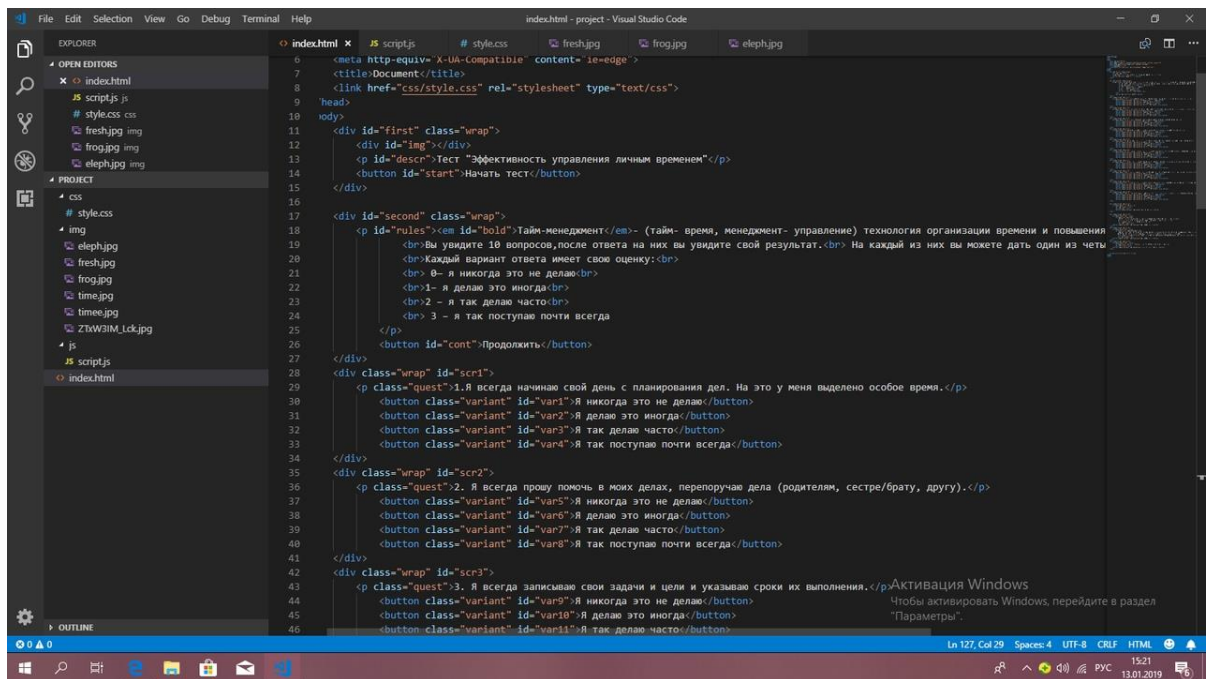 File Edit Selection View Go Debug Terminal Help
index.html - project - Visual Studio Code
EXPLORER
OPEN EDITORS
index.html
JS script.js js
# style.css css
fresh.jpg img
frog.jpg img
eleph.jpg img
PROJECT
css
# style.css
img
eleph.jpg
fresh.jpg
frog.jpg
time.jpg
timee.jpg
ZTxW3IM_Lck.jpg
js
JS script.js
index.html
OUTLINE
index.html JS script.js # style.css fresh.jpg frog.jpg eleph.jpg
6 <meta http-equiv="X-UA-Compatible" content="ie=edge">
7 <title>Document</title>
8 <link href="css/style.css" rel="stylesheet" type="text/css">
9 head>
10 body>
11 <div id="first" class="wrap">
12 <div id="img"></div>
13 <p id="descr">Тест "Эффективность управления личным временем"</p>
14 <button id="start">Начать тест</button>
15 </div>
16
17 <div id="second" class="wrap">
18 <p id="rules"><em id="bold">Тайм-менеджмент</em>- (тайм- время, менеджмент- управление) технология организации времени и повышения
19 <br>Вы увидите 10 вопросов,после ответа на них вы увидите свой результат.<br> На каждый из них вы можете дать один из четы
20 <br>Каждый вариант ответа имеет свою оценку:<br>
21 <br> 0– я никогда это не делаю<br>
22 <br>1– я делаю это иногда<br>
23 <br>2 – я так делаю часто<br>
24 <br> 3 – я так поступаю почти всегда
25 </p>
26 <button id="cont">Продолжить</button>
27 </div>
28 <div class="wrap" id="scr1">
29 <p class="quest">1.Я всегда начинаю свой день с планирования дел. На это у меня выделено особое время.</p>
30 <button class="variant" id="var1">Я никогда это не делаю</button>
31 <button class="variant" id="var2">Я делаю это иногда</button>
32 <button class="variant" id="var3">Я так делаю часто</button>
33 <button class="variant" id="var4">Я так поступаю почти всегда</button>
34 </div>
35 <div class="wrap" id="scr2">
36 <p class="quest">2. Я всегда прошу помочь в моих делах, перепоручаю дела (родителям, сестре/брату, другу).</p>
37 <button class="variant" id="var5">Я никогда это не делаю</button>
38 <button class="variant" id="var6">Я делаю это иногда</button>
39 <button class="variant" id="var7">Я так делаю часто</button>
40 <button class="variant" id="var8">Я так поступаю почти всегда</button>
41 </div>
42 <div class="wrap" id="scr3">
43 <p class="quest">3. Я всегда записываю свои задачи и цели и указываю сроки их выполнения.</p>
44 <button class="variant" id="var9">Я никогда это не делаю</button>
45 <button class="variant" id="var10">Я делаю это иногда</button>
46 <button class="variant" id="var11">Я так делаю часто</button>
Активация Windows
Чтобы активировать Windows, перейдите в раздел
"Параметры".
0 0
Ln 127, Col 29 Spaces: 4 UTF-8 CRLF HTML
РУС
15:21
13.01.2019
6